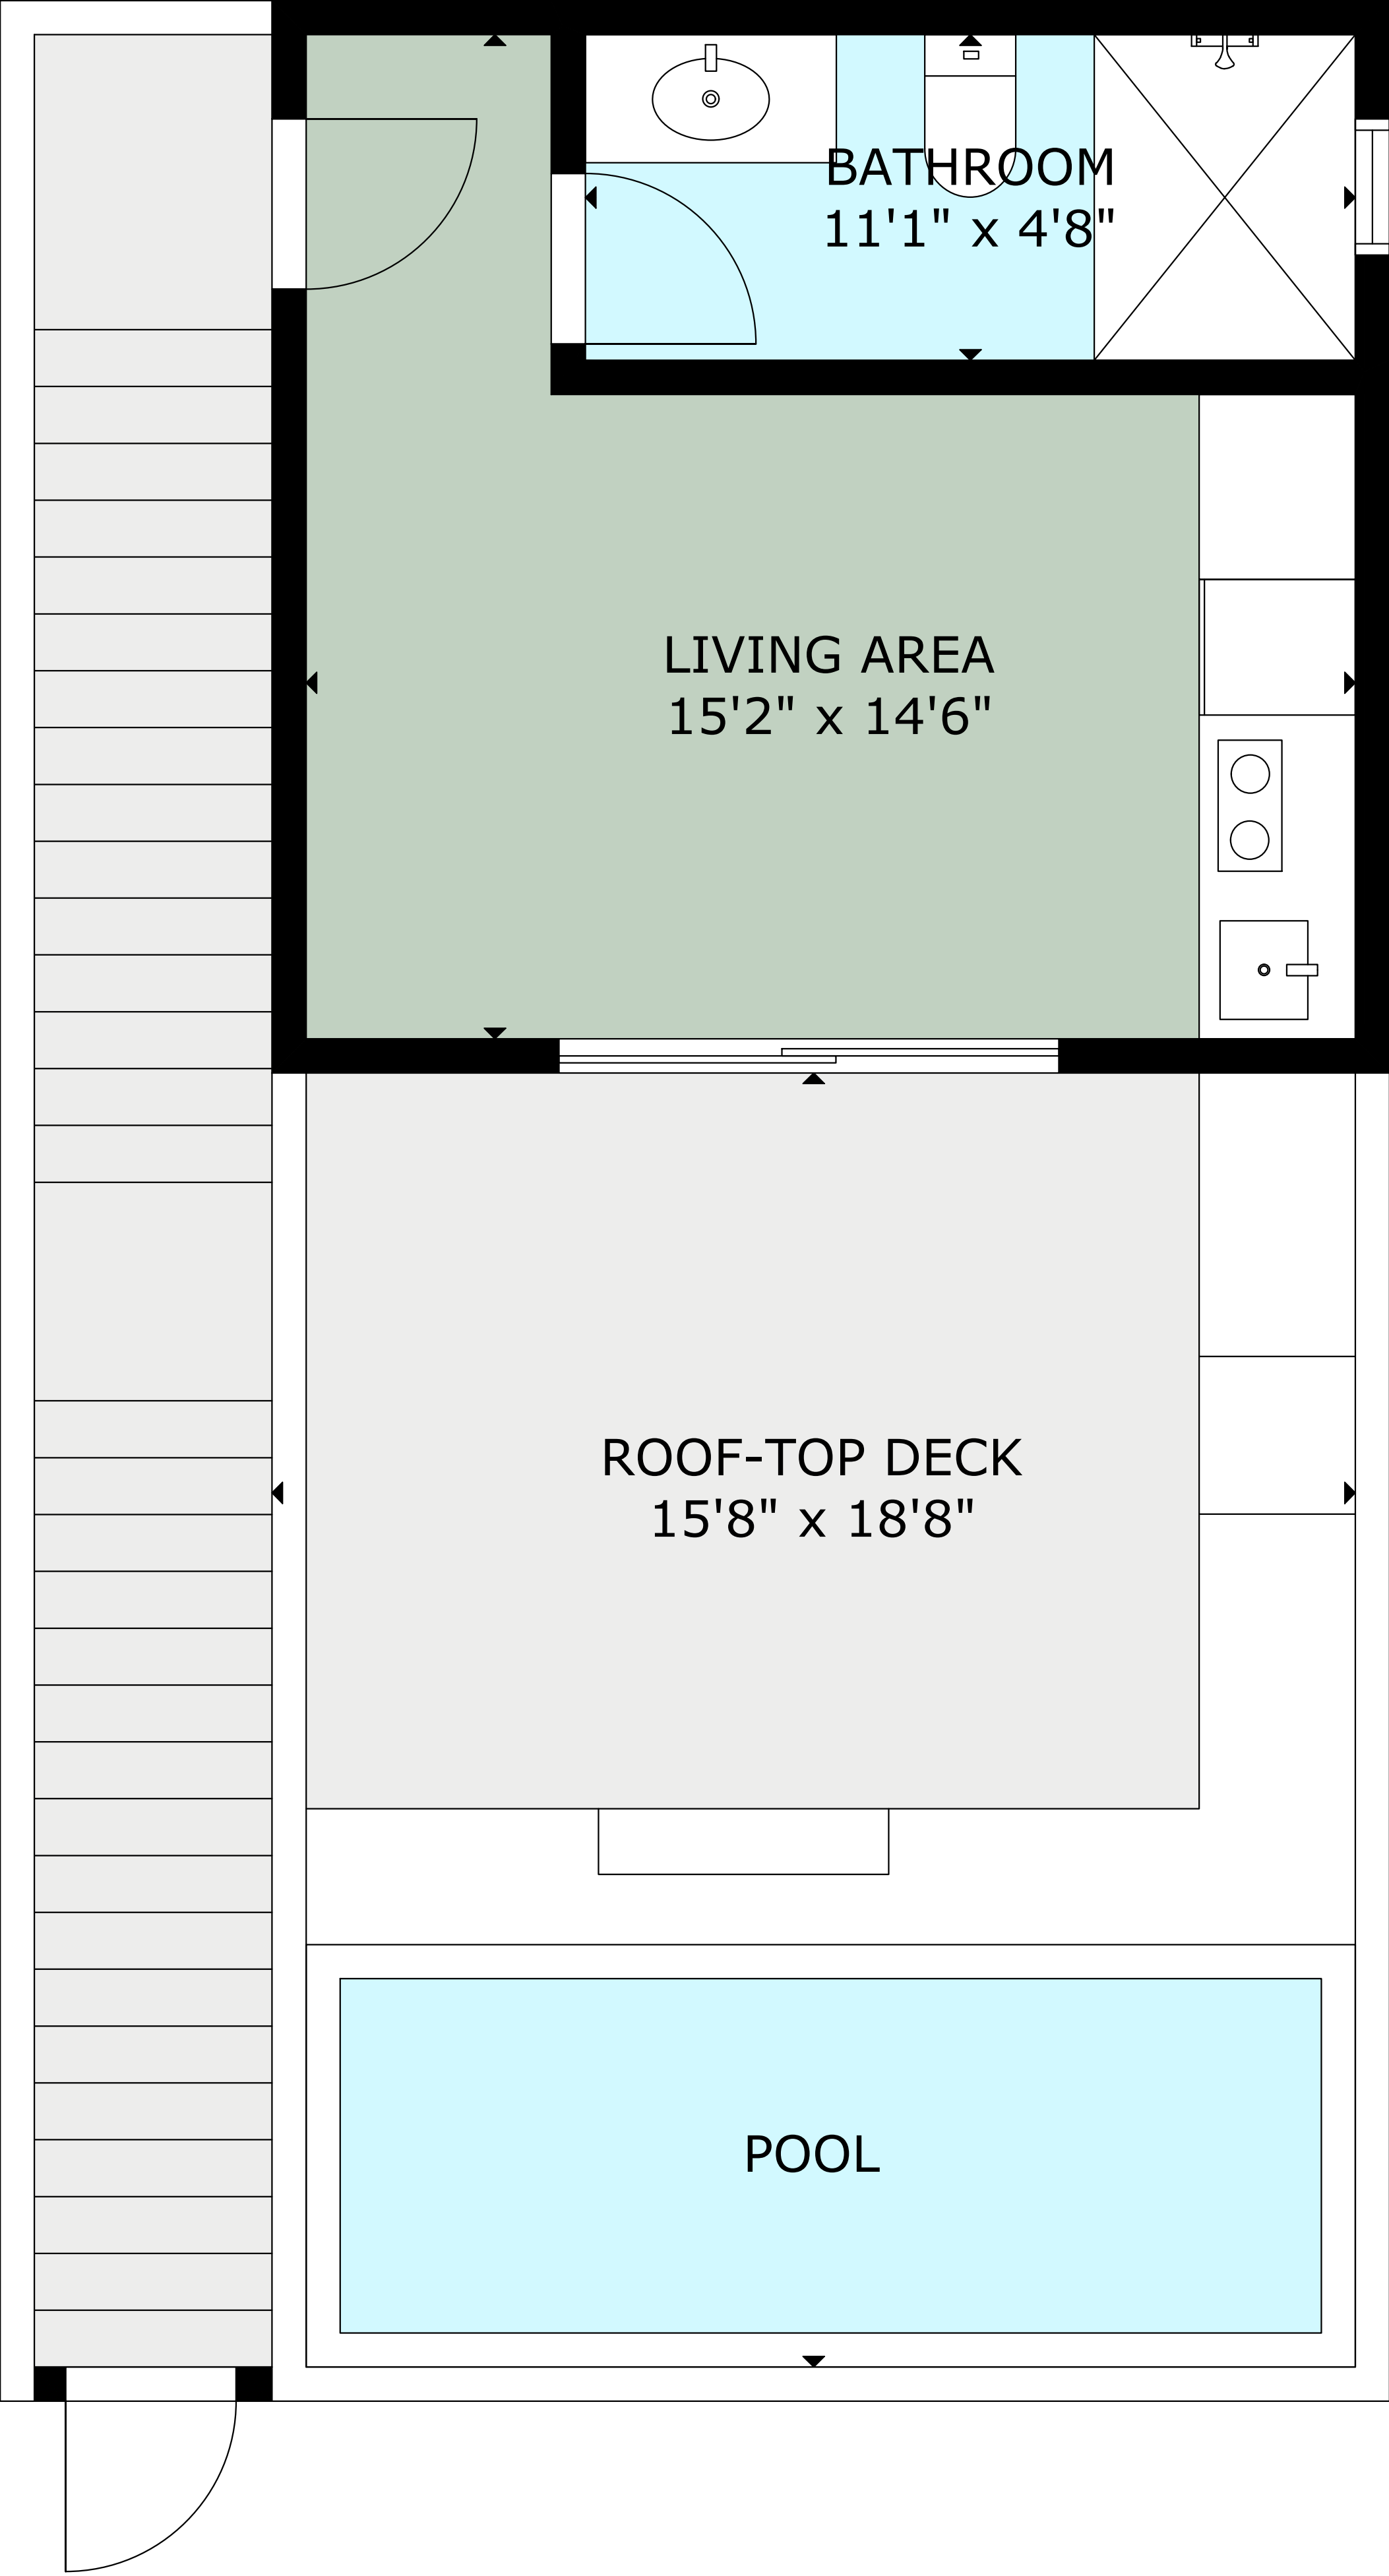 BATHROOM
11'1" x 4'8"
LIVING AREA
15'2" x 14'6"
ROOF-TOP DECK
15'8" x 18'8"
POOL